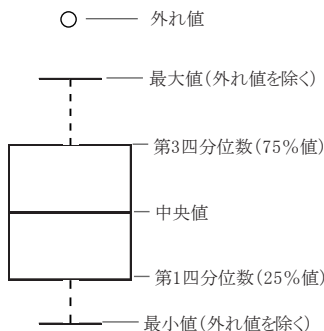 外れ値
最大値(外れ値を除く)
第3四分位数(75%値)
中央値
第1四分位数(25%値)
最小値(外れ値を除く)